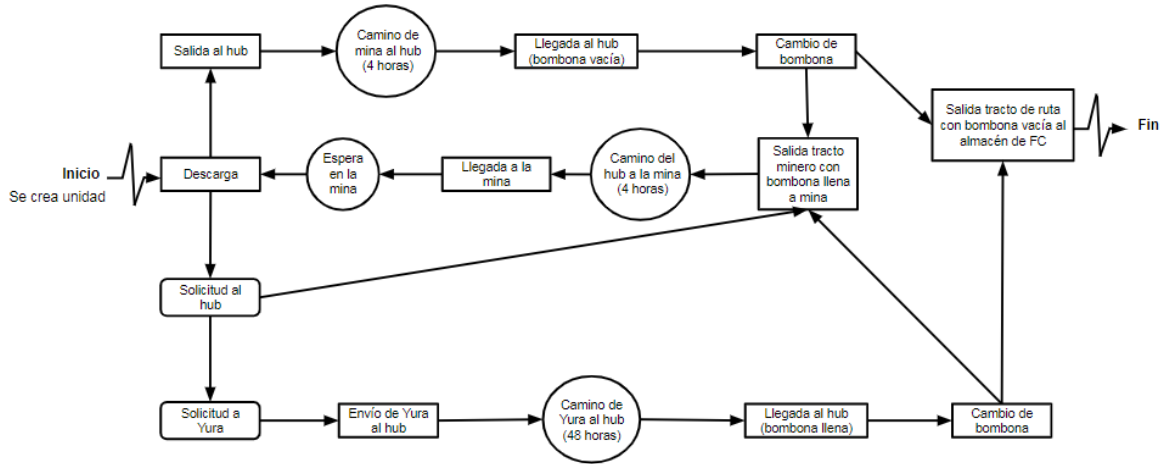 Salida al hub
Camino de
mina al hub
(4 horas)
Llegada al hub
(bombona vacía)
Cambio de
bombona
Salida tracto de ruta
con bombona vacía al
almacén de FC
Fin
Inicio
Se crea unidad
Descarga
Espera
en la
mina
Llegada a la
mina
Camino del
hub a la mina
(4 horas)
Salida tracto
minero con
bombona llena
a mina
Solicitud al
hub
Solicitud a
Yura
Envío de Yura
al hub
Camino de
Yura al hub
(48 horas)
Llegada al hub
(bombona llena)
Cambio de
bombona